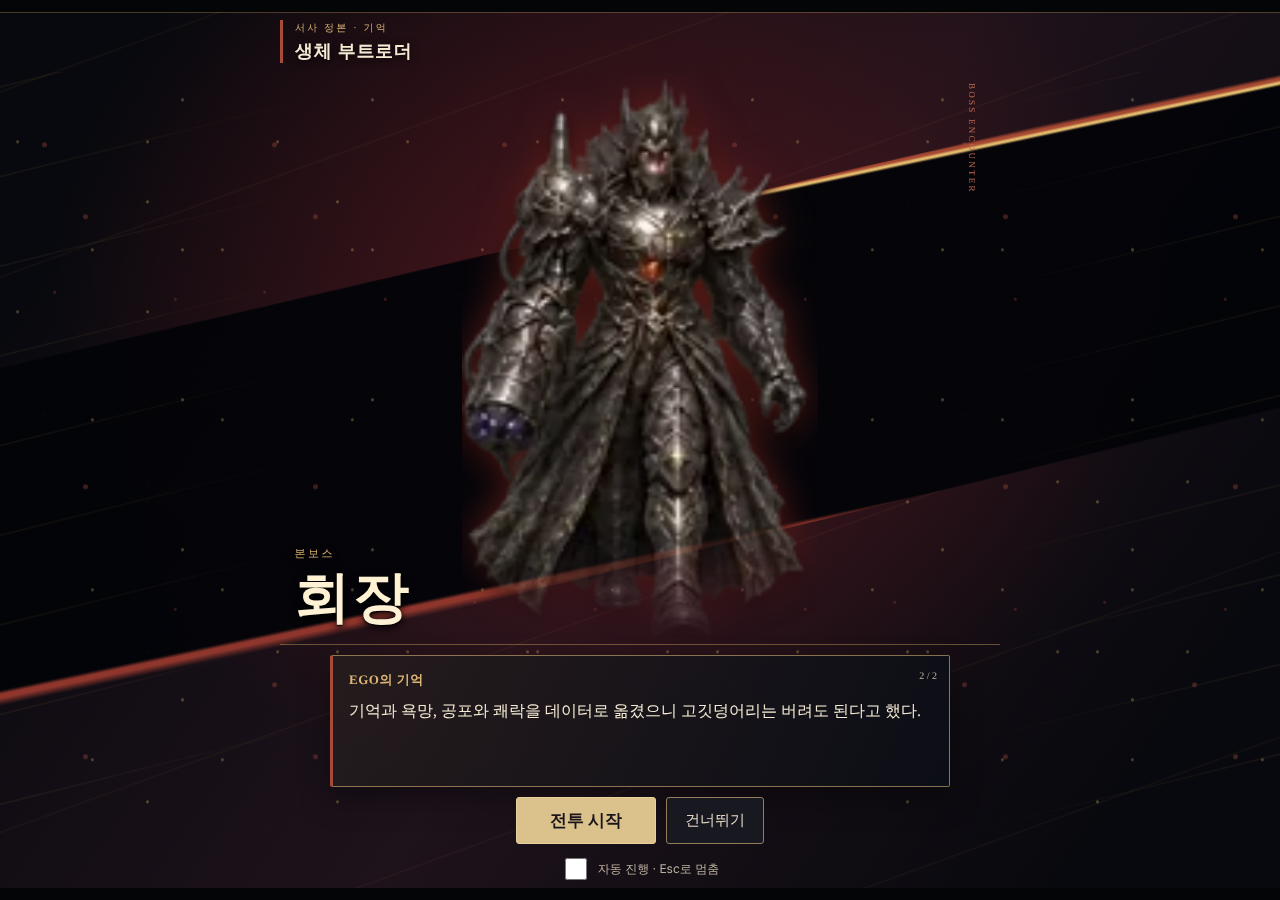 서사 정본 · 기억
생체 부트로더
BOSS ENCOUNTER
본보스
회장
EGO의 기억
2 / 2
기억과 욕망, 공포와 쾌락을 데이터로 옮겼으니 고깃덩어리는 버려도 된다고 했다.
전투 시작
건너뛰기
자동 진행 · Esc로 멈춤